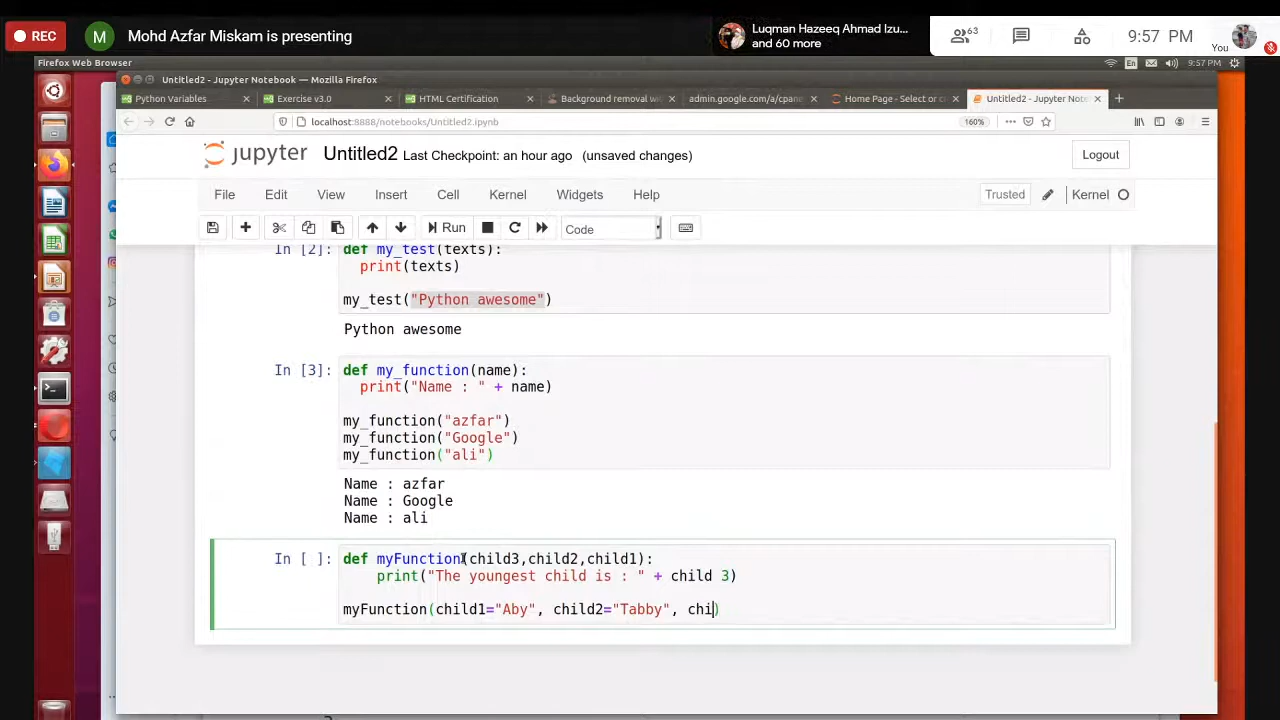 REC
M
Mohd Azfar Miskam is presenting
Luqman Hazeeq Ahmad Izu...
and 60 more
63
9:57 PM
You
Firefox Web Browser
En
9:57 PM
Untitled2 - Jupyter Notebook — Mozilla Firefox
Python Variables
HTML Certification
Background removal wit
admin.google.com/a/cpane
Home Page - Select or c
Untitled2 - Jupyter Note
localhost:8888/notebooks/Untitled2.ipynb
160%
jupyter Untitled2 Last Checkpoint: an hour ago (unsaved changes)
Logout
File Edit View Insert Cell Kernel Widgets Help
Trusted
Kernel
Run
Code
In [2]: def my_test(texts):
print(texts)
my_test("Python awesome")
Python awesome
In [3]: def my_function(name):
print("Name : " + name)
my_function("azfar")
my_function("Google")
my_function("ali")
Name : azfar
Name : Google
Name : ali
In [ ]: def myFunction(child3,child2,child1):
print("The youngest child is : " + child 3)
myFunction(child1="Aby", child2="Tabby", chi)